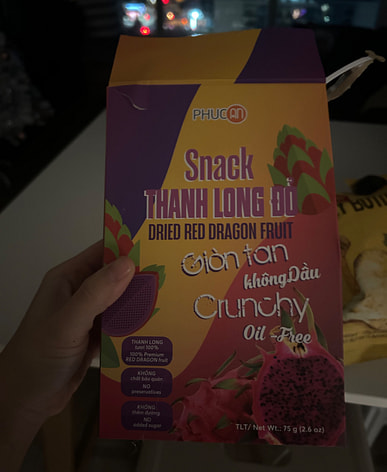 PHUCAN
Snack
THANH LONG ĐỎ
DRIED RED DRAGON FRUIT
Giòn tan
không Dầu
Crunchy
Oil-Free
THANH LONG
tươi 100%
100% Premium
RED DRAGON fruit
KHÔNG
chất bảo quản
NO
preservatives
KHÔNG
thêm đường
NO
added sugar
TLT/ Net Wt.: 75 g (2.6 oz)